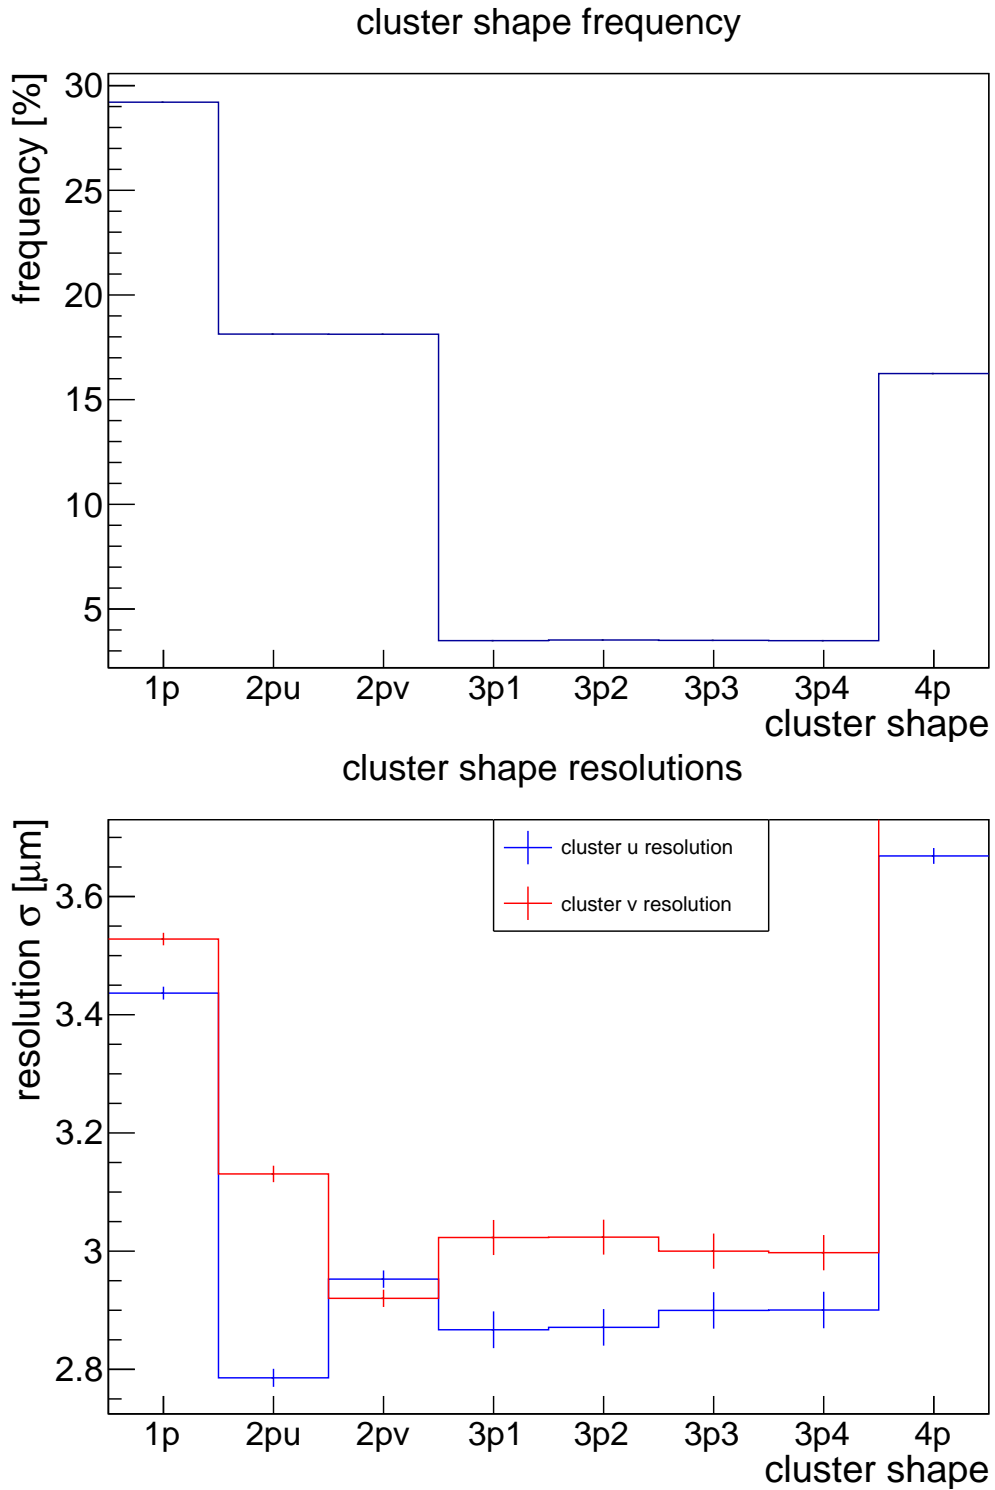 cluster shape frequency
frequency [%]
30
25
20
15
10
5
1p 2pu 2pv 3p1 3p2 3p3 3p4 4p
cluster shape
cluster shape resolutions
resolution σ [μm]
cluster u resolution
cluster v resolution
3.6
3.4
3.2
3
2.8
1p 2pu 2pv 3p1 3p2 3p3 3p4 4p
cluster shape